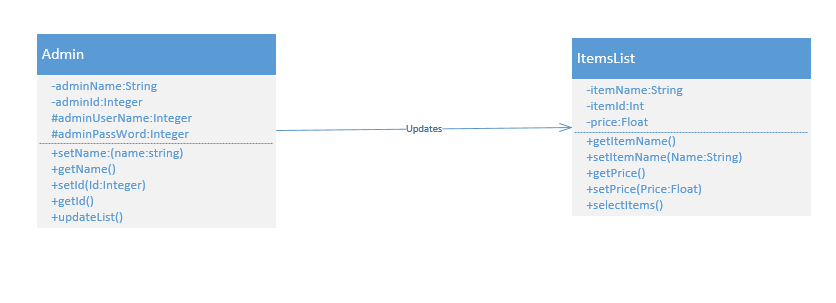 Admin
-adminName:String
-adminId:Integer
#adminUserName:Integer
#adminPassWord:Integer
+setName:(name:string)
+getName()
+setId(Id:Integer)
+getId()
+updateList()
Updates
ItemsList
-itemName:String
-itemId:Int
-price:Float
+getItemName()
+setItemName(Name:String)
+getPrice()
+setPrice(Price:Float)
+selectItems()